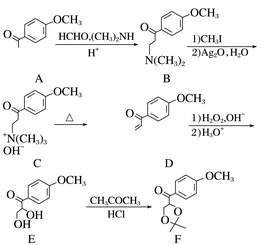 OCH₃ OCH₃
O HCHO,(CH₃)₂NH O 1)CH₃I
H⁺ 2)Ag₂O,H₂O
N(CH₃)₂
A B
OCH₃ OCH₃
O △ O 1)H₂O₂,OH⁻
⁺N(CH₃)₃ 2)H₃O⁺
OH⁻
C D
OCH₃ OCH₃
O CH₃COCH₃ O
OH HCl O
OH O
E F